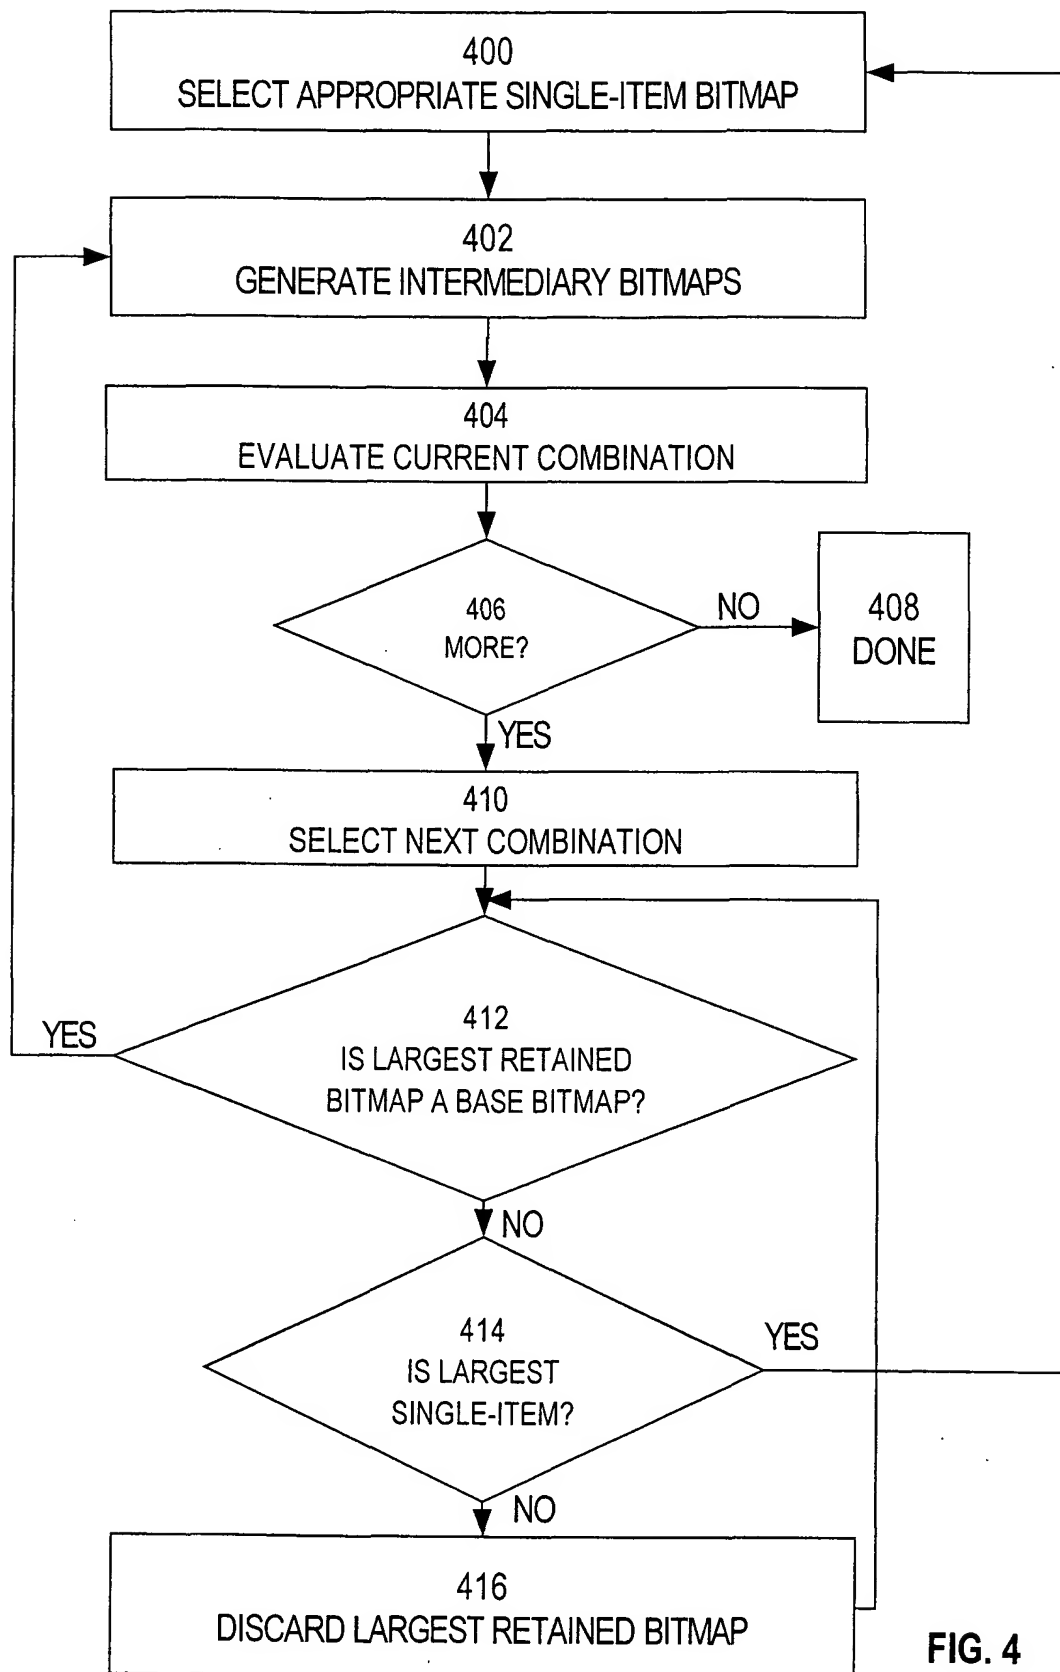 400
SELECT APPROPRIATE SINGLE-ITEM BITMAP
402
GENERATE INTERMEDIARY BITMAPS
404
EVALUATE CURRENT COMBINATION
406
MORE?
NO
408
DONE
YES
410
SELECT NEXT COMBINATION
YES
412
IS LARGEST RETAINED
BITMAP A BASE BITMAP?
NO
414
IS LARGEST
SINGLE-ITEM?
YES
NO
416
DISCARD LARGEST RETAINED BITMAP
FIG. 4